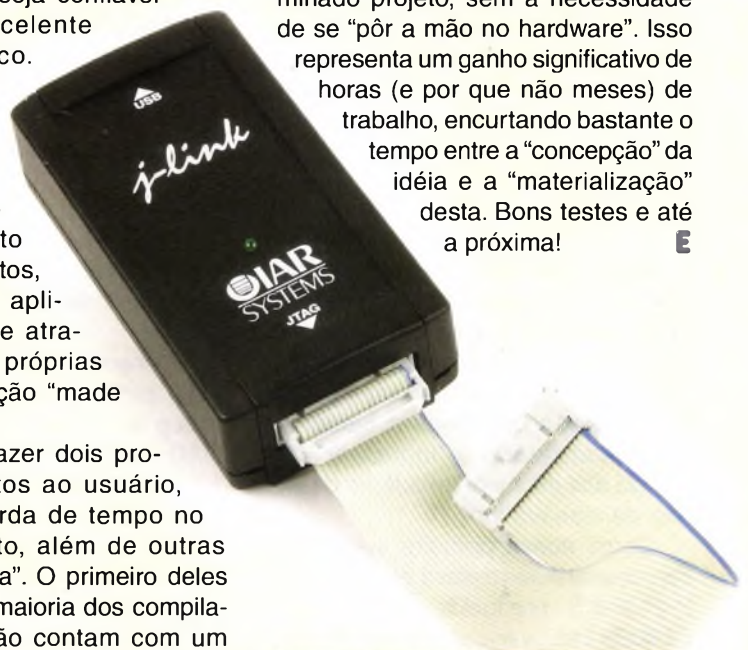 seja confiável
celente
co.
to
tos,
apli-
e atra-
próprias
ção “made
azer dois pro-
tos ao usuário,
rda de tempo no
to, além de outras
a”. O primeiro deles
maioria dos compila-
ão contam com um
minado projeto, sem a necessidade
de se “pôr a mão no hardware”. Isso
representa um ganho significativo de
horas (e por que não meses) de
trabalho, encurtando bastante o
tempo entre a “concepção” da
idéia e a “materialização”
desta. Bons testes e até
a próxima! E
USB
j-link
IAR
SYSTEMS
JTAG